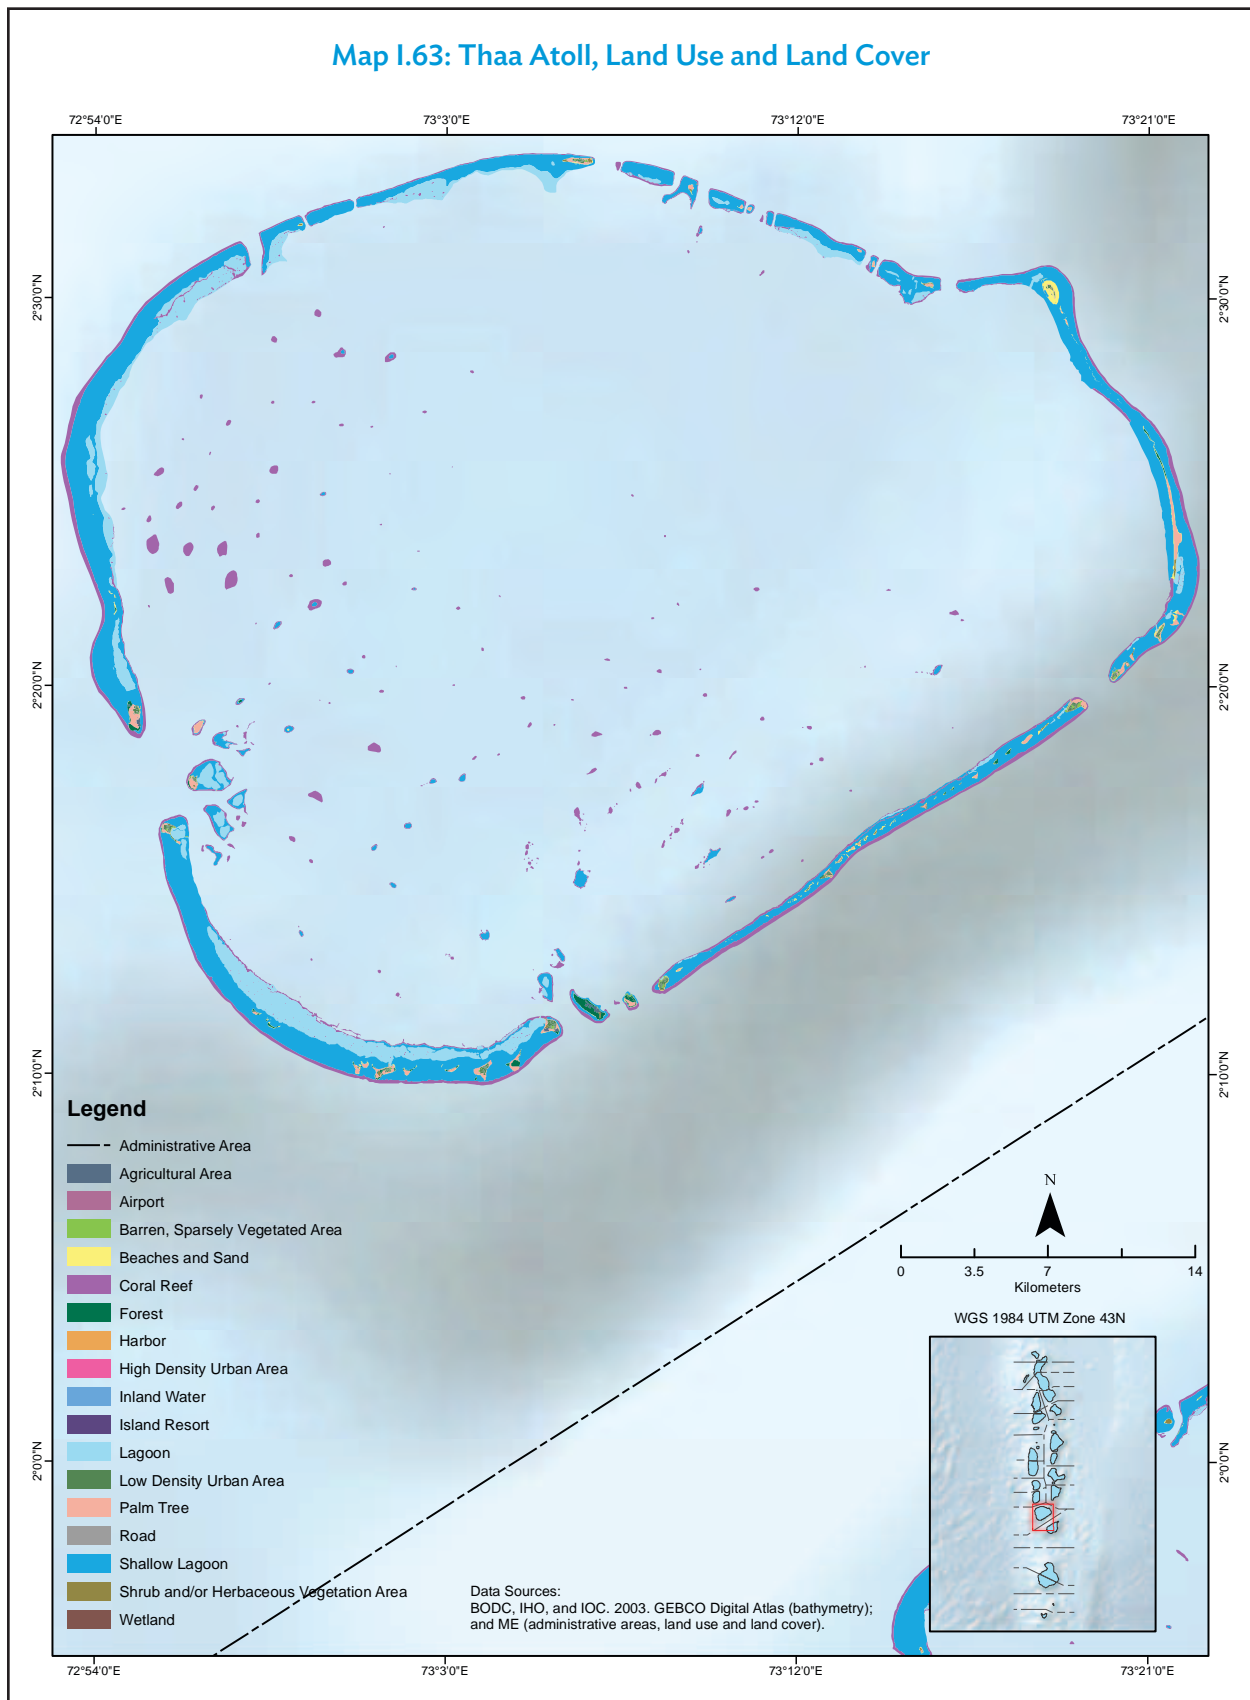 Map I.63: Thaa Atoll, Land Use and Land Cover
72°54'0"E
73°3'0"E
73°12'0"E
73°21'0"E
2°30'0"N
2°30'0"N
2°20'0"N
2°20'0"N
2°10'0"N
2°10'0"N
2°0'0"N
2°0'0"N
Legend
Administrative Area
Agricultural Area
Airport
Barren, Sparsely Vegetated Area
Beaches and Sand
Coral Reef
Forest
Harbor
High Density Urban Area
Inland Water
Island Resort
Lagoon
Low Density Urban Area
Palm Tree
Road
Shallow Lagoon
Shrub and/or Herbaceous Vegetation Area
Wetland
N
0 3.5 7 14
Kilometers
WGS 1984 UTM Zone 43N
Data Sources:
BODC, IHO, and IOC. 2003. GEBCO Digital Atlas (bathymetry);
and ME (administrative areas, land use and land cover).
72°54'0"E
73°3'0"E
73°12'0"E
73°21'0"E